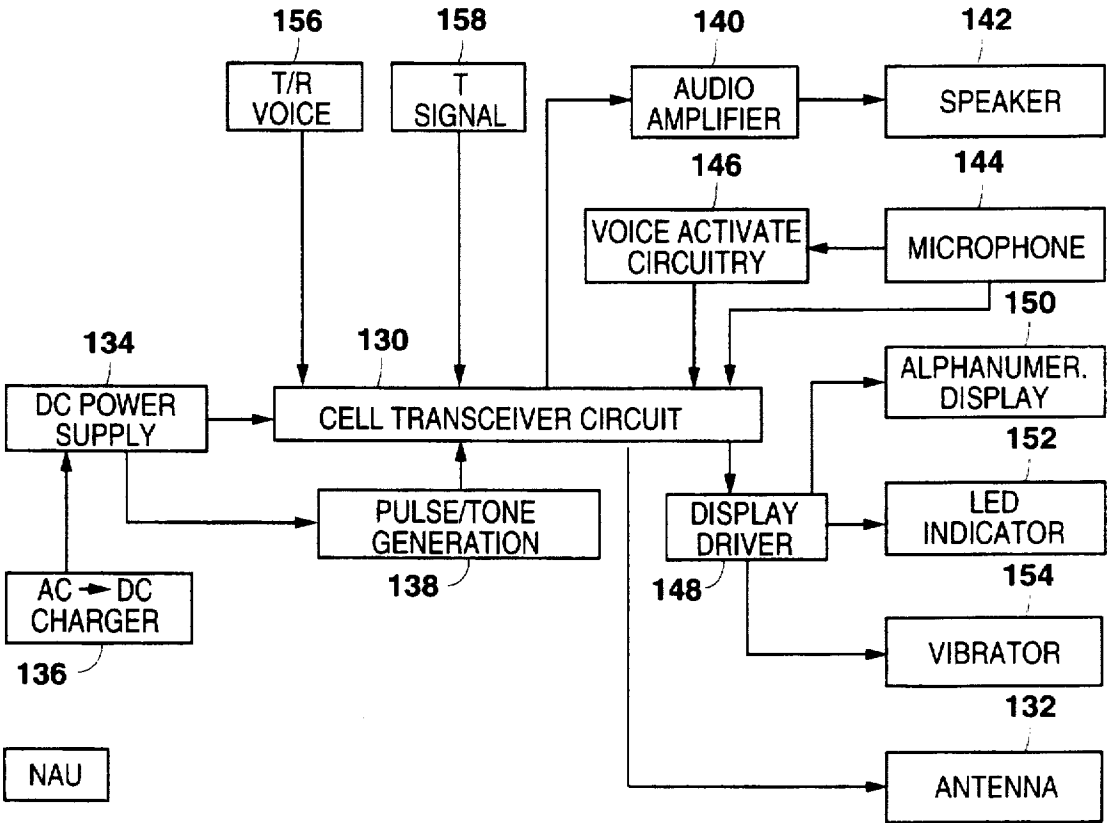 156
158
140
142
T/R
VOICE
T
SIGNAL
AUDIO
AMPLIFIER
SPEAKER
146
144
VOICE ACTIVATE
CIRCUITRY
MICROPHONE
150
134
130
ALPHANUMER.
DISPLAY
DC POWER
SUPPLY
CELL TRANSCEIVER CIRCUIT
152
PULSE/TONE
GENERATION
138
DISPLAY
DRIVER
148
LED
INDICATOR
154
AC → DC
CHARGER
136
VIBRATOR
132
NAU
ANTENNA